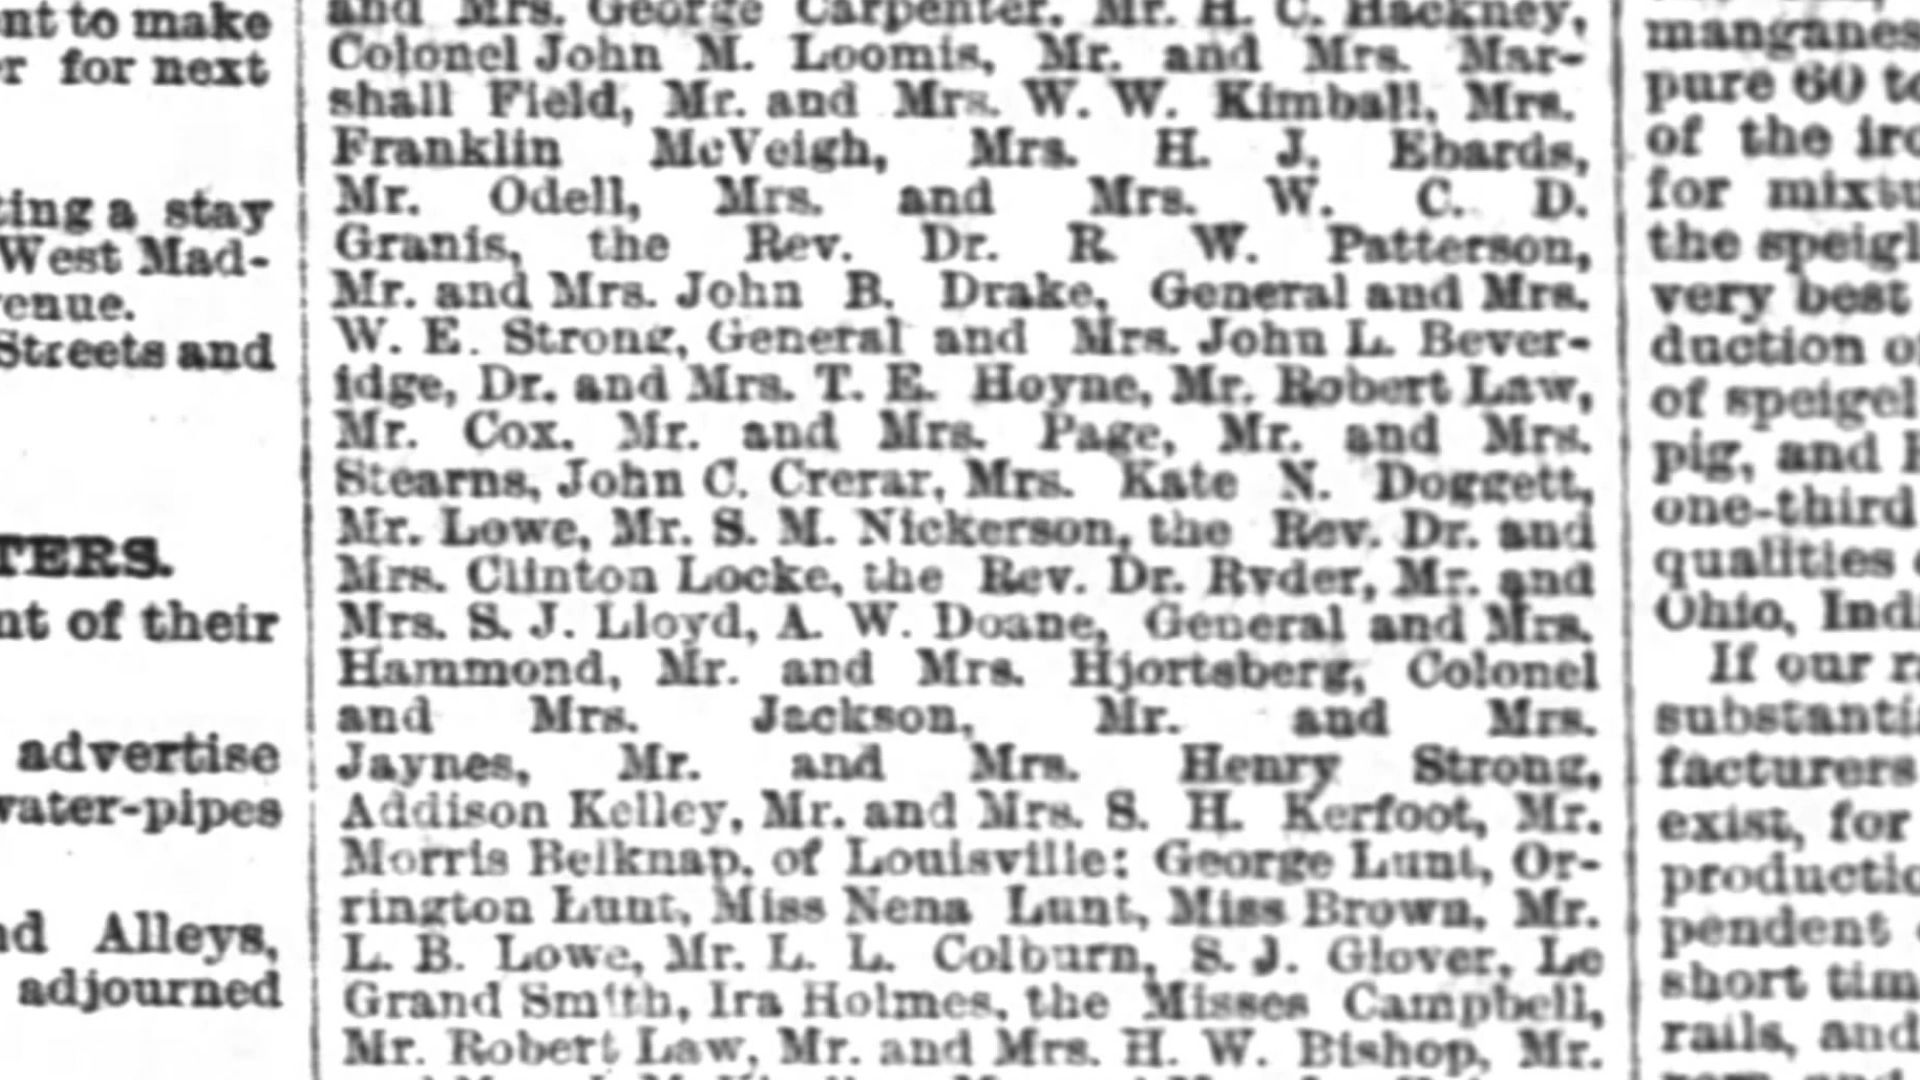 nt to make
r for next
ting a stay
West Mad-
venue.
Streets and
TERS.
nt of their
advertise
water-pipes
nd Alleys,
adjourned
and Mrs. George Carpenter, Mr. H. C. Hackney,
Colonel John M. Loomis, Mr. and Mrs. Mar-
shall Field, Mr. and Mrs. W. W. Kimball, Mrs.
Franklin McVeigh, Mrs. H. J. Ebards,
Mr. Odell, Mrs. and Mrs. W. C. D.
Granis, the Rev. Dr. R. W. Patterson,
Mr. and Mrs. John B. Drake, General and Mrs.
W. E. Strong, General and Mrs. John L. Bever-
idge, Dr. and Mrs. T. E. Hoyne, Mr. Robert Law,
Mr. Cox, Mr. and Mrs. Page, Mr. and Mrs.
Stearns, John C. Crerar, Mrs. Kate N. Doggett,
Mr. Lowe, Mr. S. M. Nickerson, the Rev. Dr. and
Mrs. Clinton Locke, the Rev. Dr. Ryder, Mr. and
Mrs. S. J. Lloyd, A. W. Doane, General and Mrs.
Hammond, Mr. and Mrs. Hjortsberg, Colonel
and Mrs. Jackson, Mr. and Mrs.
Jaynes, Mr. and Mrs. Henry Strong,
Addison Kelley, Mr. and Mrs. S. H. Kerfoot, Mr.
Morris Belknap, of Louisville; George Lunt, Or-
rington Lunt, Miss Nena Lunt, Miss Brown, Mr.
L. B. Lowe, Mr. L. L. Colburn, S. J. Glover, Le
Grand Smith, Ira Holmes, the Misses Campbell,
Mr. Robert Law, Mr. and Mrs. H. W. Bishop, Mr.
manganes
pure 60 to
of the iro
for mixtu
the speigl
very best
duction of
of speigel
pig, and
one-third
qualities
Ohio, Indi
If our r
substanti
facturers
exist, for
productio
pendent
short tim
rails, and